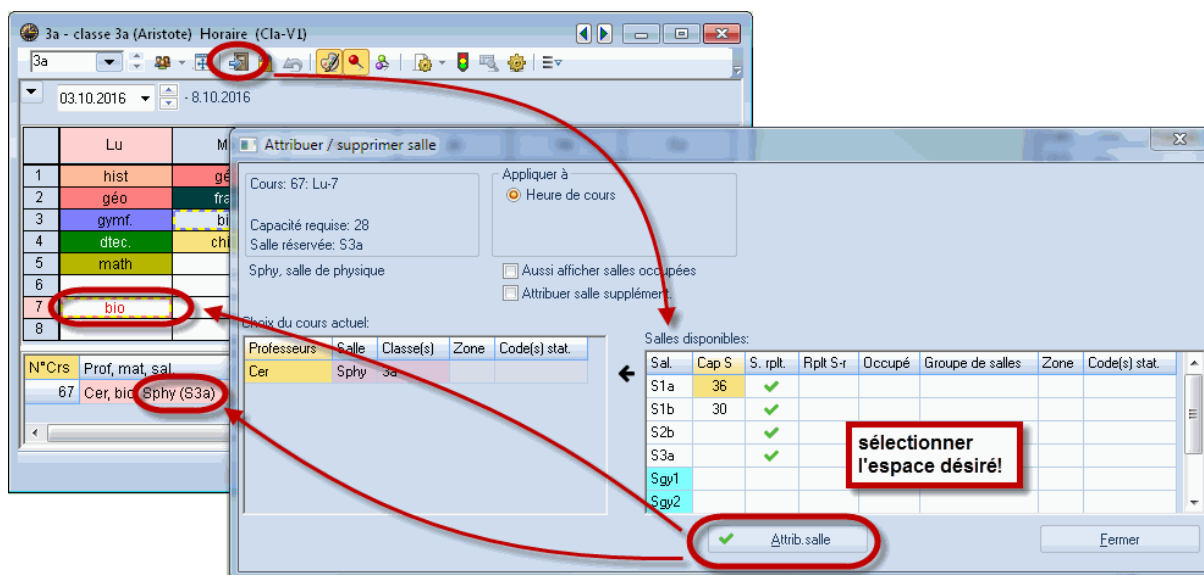 3a - classe 3a (Aristote) Horaire (Cla-V1)
3a
03.10.2016 - 8.10.2016
Lu M
1 hist gé
2 géo fra
3 gymf. bi
4 dtec. chi
5 math
6
7 bio
8
N°Crs Prof, mat, sal.
67 Cer, bio, Sphy (S3a)
Attribuer / supprimer salle
Cours: 67: Lu-7
Capacité requise: 28
Salle réservée: S3a
Sphy, salle de physique
Appliquer à
Heure de cours
Aussi afficher salles occupées
Attribuer salle supplément.
Choix du cours actuel:
Professeurs Salle Classe(s) Zone Code(s) stat.
Cer Sphy 3a
Salles disponibles:
Sal. Cap S S. rplt. Rplt S-r Occupé Groupe de salles Zone Code(s) stat.
S1a 36
S1b 30
S2b
S3a
Sgy1
Sgy2
sélectionner
l'espace désiré!
Attrib.salle
Fermer